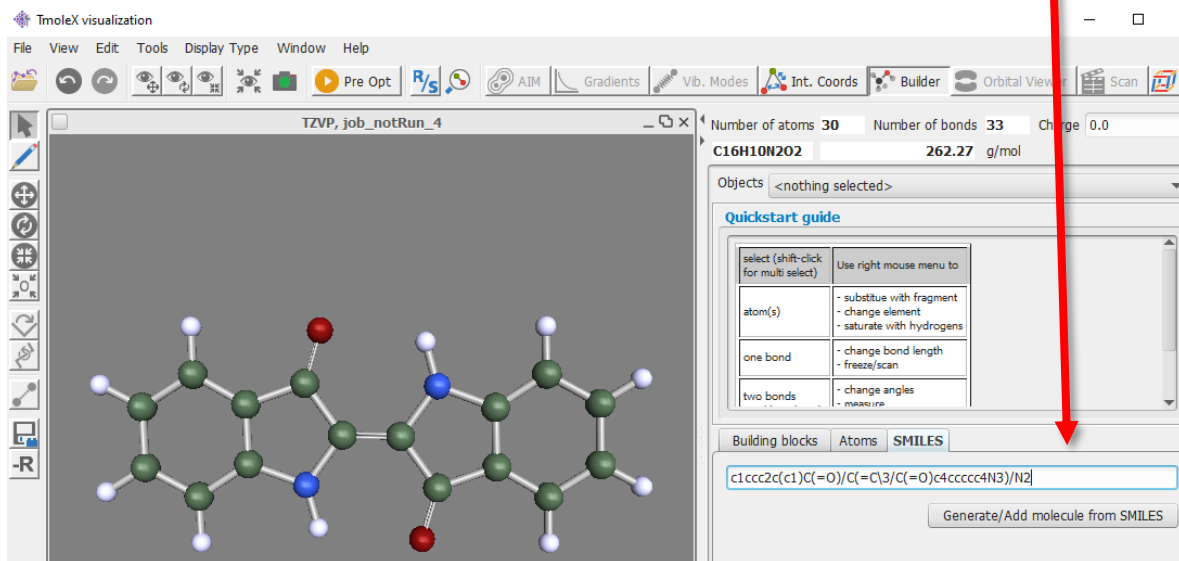 TmoleX visualization
File View Edit Tools Display Type Window Help
Pre Opt R/S AIM Gradients Vib. Modes Int. Coords Builder Orbital Viewer Scan
TZVP, job_notRun_4
Number of atoms 30 Number of bonds 33 Charge 0.0
C16H10N2O2 262.27 g/mol
Objects <nothing selected>
Quickstart guide
select (shift-click
for multi select)
Use right mouse menu to
atom(s)
- substitue with fragment
- change element
- saturate with hydrogens
one bond
- change bond length
- freeze/scan
two bonds
- change angles
- measure
Building blocks Atoms SMILES
c1ccc2c(c1)C(=O)/C(=C\3/C(=O)c4ccccc4N3)/N2
Generate/Add molecule from SMILES
-R